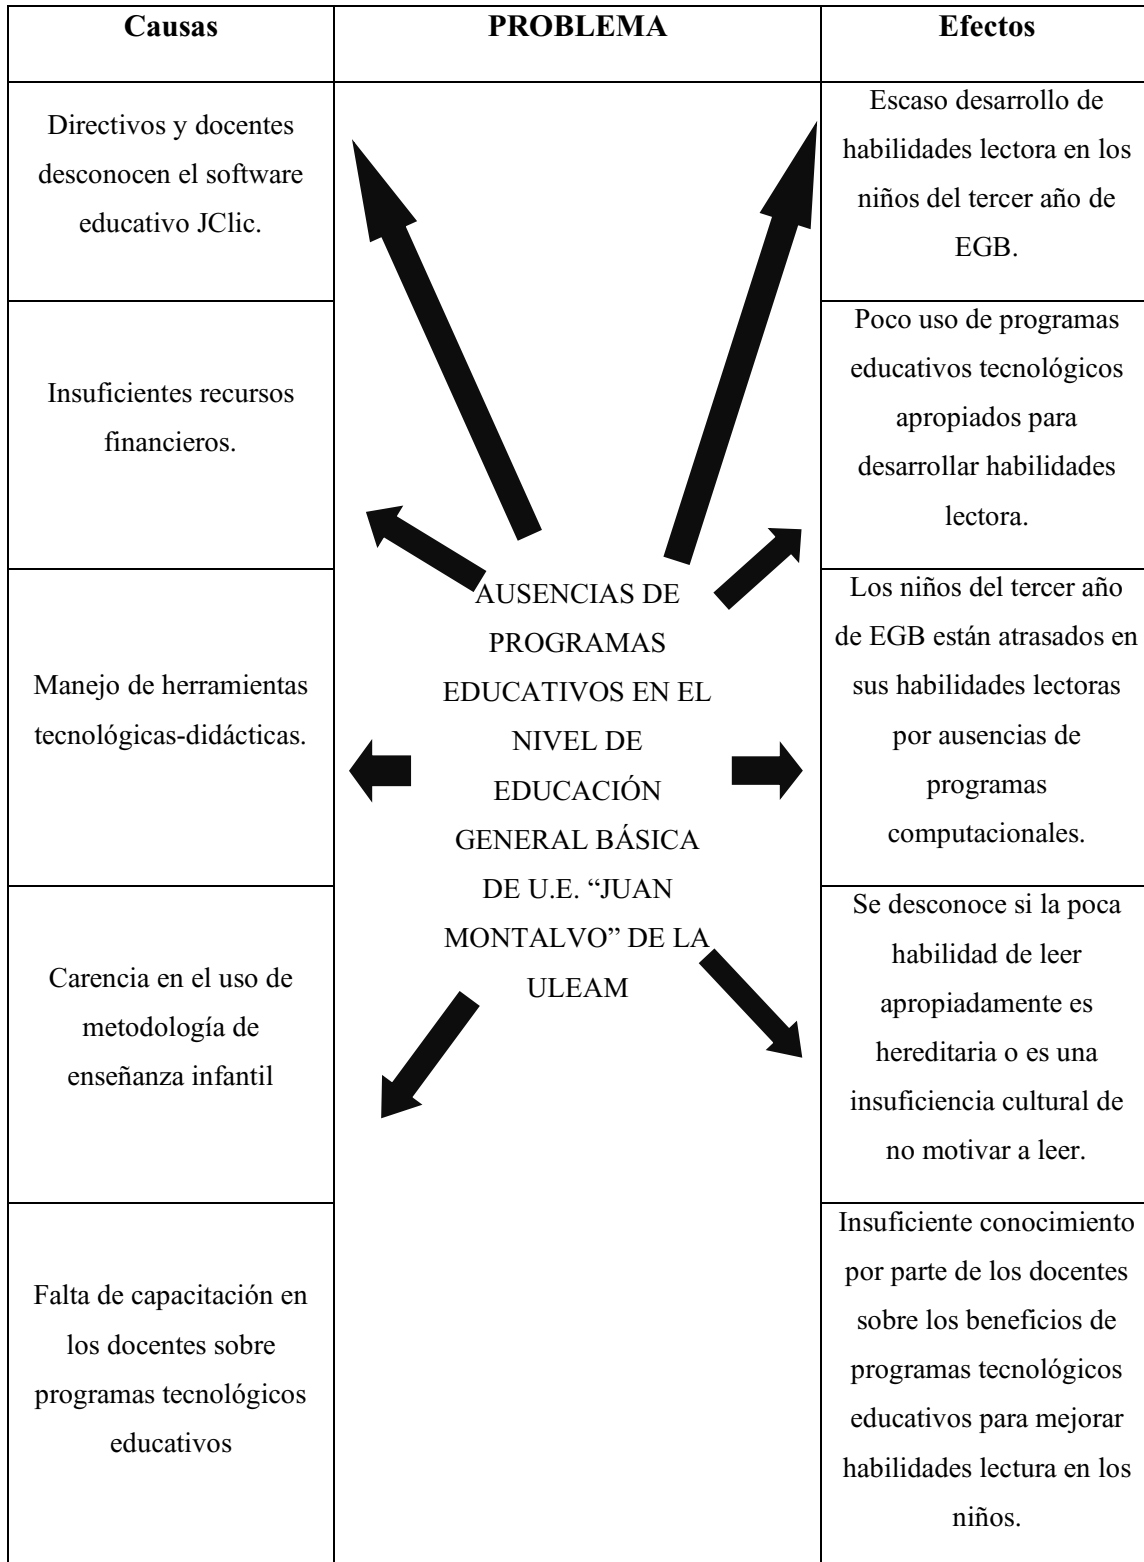 Causas
PROBLEMA
Efectos
Directivos y docentes
desconocen el software
educativo JClic.
Insuficientes recursos
financieros.
Manejo de herramientas
tecnológicas-didácticas.
Carencia en el uso de
metodología de
enseñanza infantil
Falta de capacitación en
los docentes sobre
programas tecnológicos
educativos
AUSENCIAS DE
PROGRAMAS
EDUCATIVOS EN EL
NIVEL DE
EDUCACIÓN
GENERAL BÁSICA
DE U.E. “JUAN
MONTALVO” DE LA
ULEAM
Escaso desarrollo de
habilidades lectora en los
niños del tercer año de
EGB.
Poco uso de programas
educativos tecnológicos
apropiados para
desarrollar habilidades
lectora.
Los niños del tercer año
de EGB están atrasados en
sus habilidades lectoras
por ausencias de
programas
computacionales.
Se desconoce si la poca
habilidad de leer
apropiadamente es
hereditaria o es una
insuficiencia cultural de
no motivar a leer.
Insuficiente conocimiento
por parte de los docentes
sobre los beneficios de
programas tecnológicos
educativos para mejorar
habilidades lectura en los
niños.